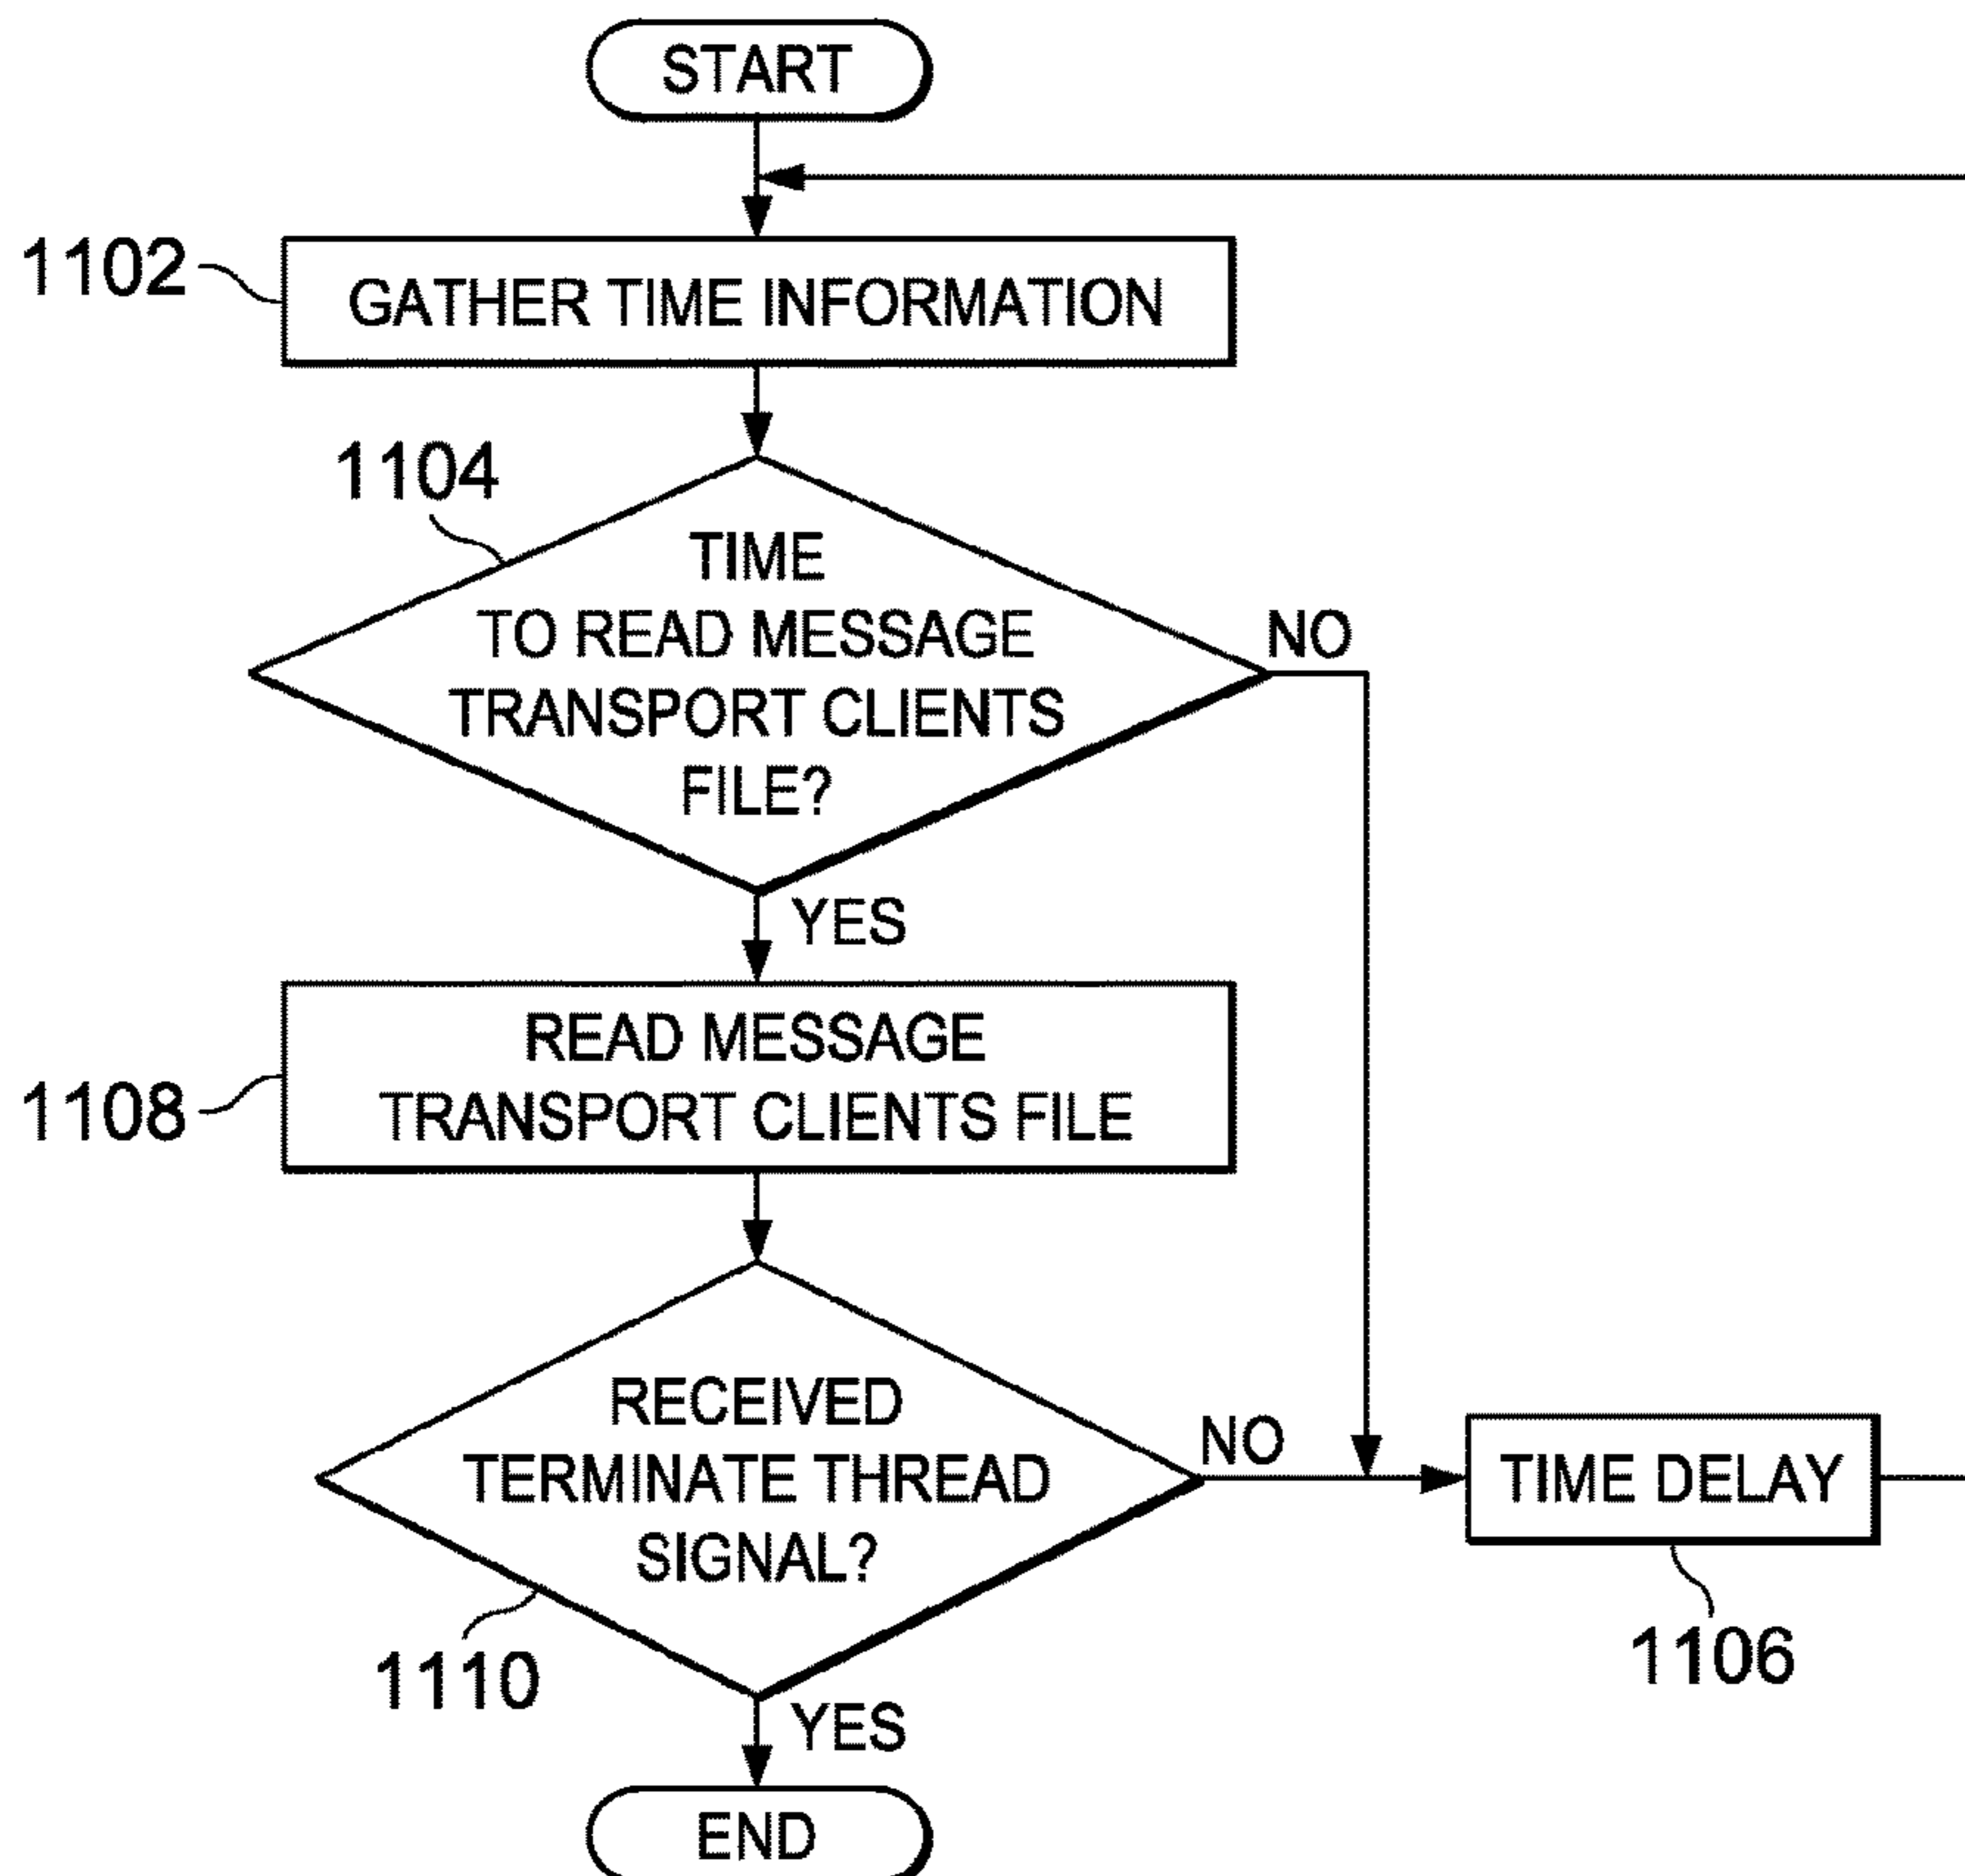 START
1102
GATHER TIME INFORMATION
1104
TIME
TO READ MESSAGE
TRANSPORT CLIENTS
FILE?
NO
YES
1108
READ MESSAGE
TRANSPORT CLIENTS FILE
RECEIVED
TERMINATE THREAD
SIGNAL?
NO
TIME DELAY
1106
1110
YES
END